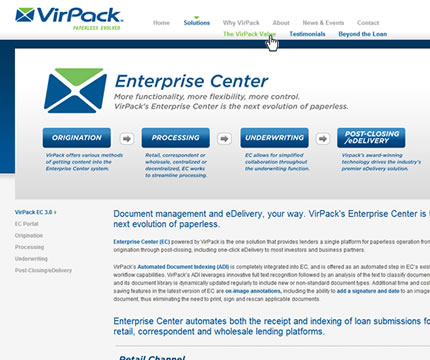 VirPack
PAPERLESS EVOLVED
Home Solutions Why VirPack About News & Events Contact
The VirPack Value Testimonials Beyond the Loan
Enterprise Center
More functionality, more flexibility, more control.
VirPack's Enterprise Center is the next evolution of paperless.
ORIGINATION PROCESSING UNDERWRITING POST-CLOSING
/eDELIVERY
VirPack offers various methods Retail, correspondent or EC allows for simplified Virpack's award-winning
of getting content into the wholesale, centralized or collaboration throughout the technology drives the industry's
Enterprise Center system. decentralized, EC works underwriting function. premier eDelivery solution.
to streamline processing.
VirPack EC 3.0
EC Portal
Origination
Processing
Underwriting
Post-Closing/eDelivery
Document management and eDelivery, your way. VirPack's Enterprise Center is t
next evolution of paperless.
Enterprise Center (EC) powered by VirPack is the one solution that provides lenders a single platform for paperless operation from
origination through post-closing, including one-click eDelivery to most investors and business partners.
VirPack's Automated Document Indexing (ADI) is completely integrated into EC, and is offered as an automated step in EC's exis
workflow capabilities. VirPack's ADI leverages innovative full text recognition followed by an analysis of the text to classify document
and its document library is dynamically updated regularly to include new or non-standard document types. Additional time and cost
saving features in the latest version of EC are on-image annotations, including the ability to add a signature and date to an image
document, thus eliminating the need to print, sign and rescan applicable documents.
Enterprise Center automates both the receipt and indexing of loan submissions fo
retail, correspondent and wholesale lending platforms.
Retail Channel